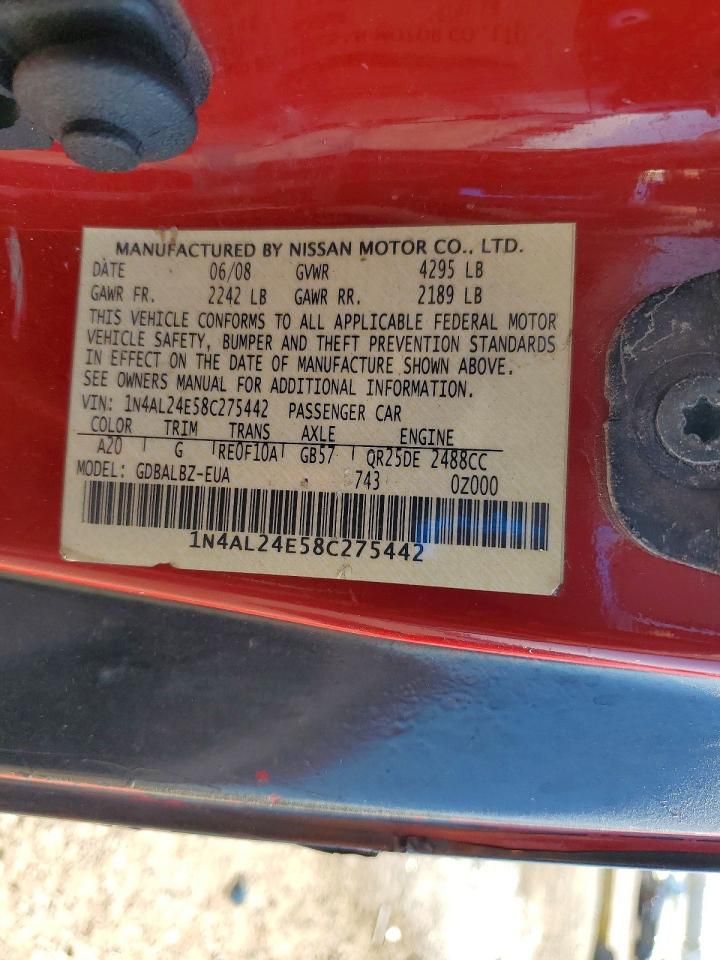 MANUFACTURED BY NISSAN MOTOR CO., LTD.
DATE 06/08 GVWR 4295 LB
GAWR FR. 2242 LB GAWR RR. 2189 LB
THIS VEHICLE CONFORMS TO ALL APPLICABLE FEDERAL MOTOR
VEHICLE SAFETY, BUMPER AND THEFT PREVENTION STANDARDS
IN EFFECT ON THE DATE OF MANUFACTURE SHOWN ABOVE.
SEE OWNERS MANUAL FOR ADDITIONAL INFORMATION.
VIN: 1N4AL24E58C275442 PASSENGER CAR
COLOR TRIM TRANS AXLE ENGINE
A20 G RE0F10A GB57 QR25DE 2488CC
MODEL: GDBALBZ-EUA 743 0Z000
1N4AL24E58C275442